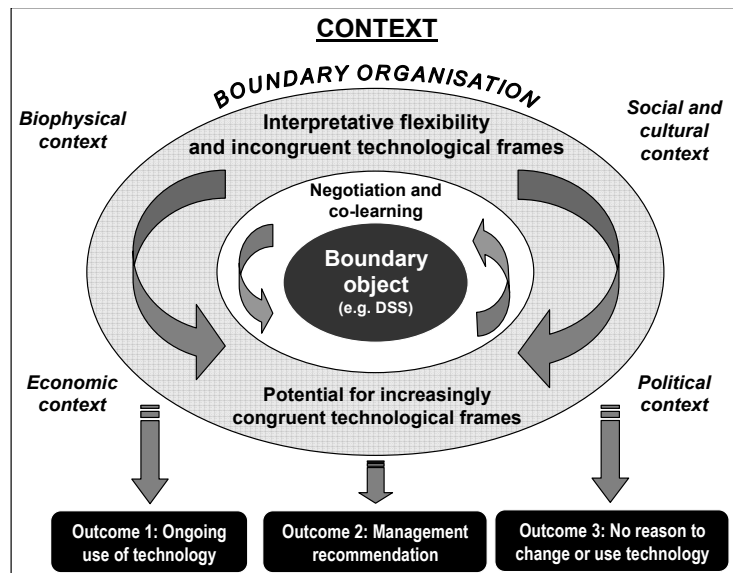 CONTEXT
BOUNDARY ORGANISATION
Biophysical
context
Social and
cultural
context
Interpretative flexibility
and incongruent technological frames
Negotiation and
co-learning
Boundary
object
(e.g. DSS)
Economic
context
Political
context
Potential for increasingly
congruent technological frames
Outcome 1: Ongoing
use of technology
Outcome 2: Management
recommendation
Outcome 3: No reason to
change or use technology